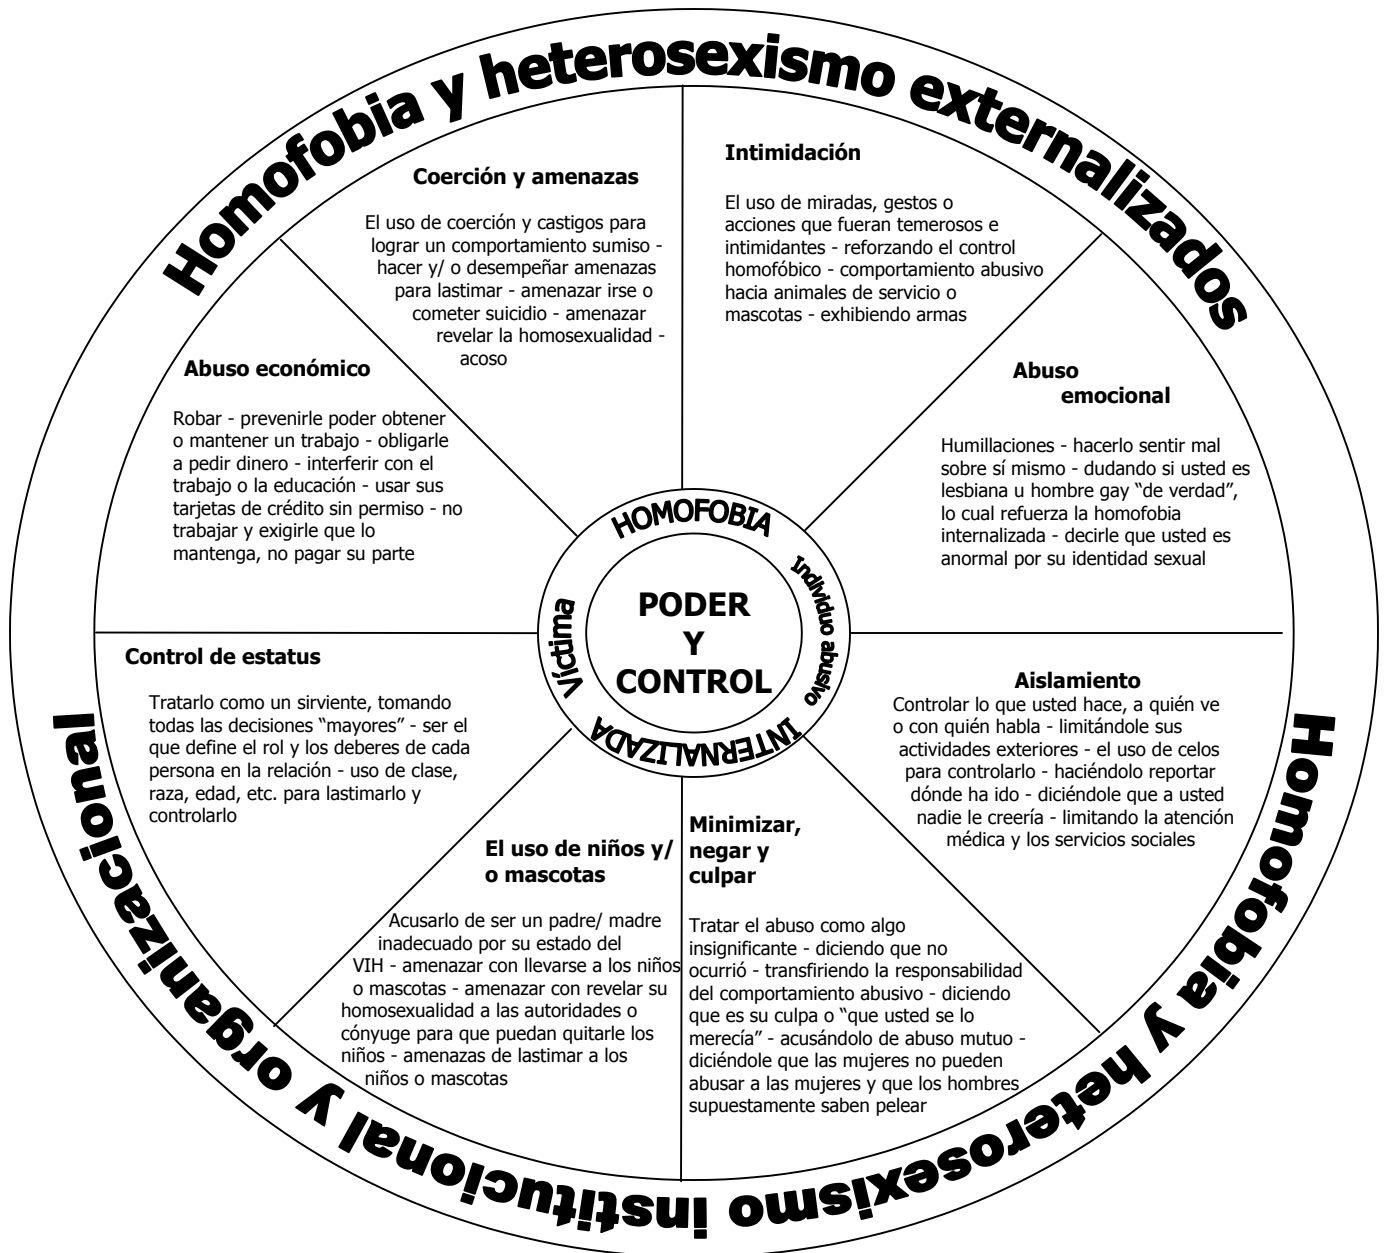 Homofobia y heterosexismo externalizados
Coerción y amenazas
El uso de coerción y castigos para
lograr un comportamiento sumiso -
hacer y/ o desempeñar amenazas
para lastimar - amenazar irse o
cometer suicidio - amenazar
revelar la homosexualidad -
acoso
Intimidación
El uso de miradas, gestos o
acciones que fueran temerosos e
intimidantes - reforzando el control
homofóbico - comportamiento abusivo
hacia animales de servicio o
mascotas - exhibiendo armas
Abuso económico
Robar - prevenirle poder obtener
o mantener un trabajo - obligarle
a pedir dinero - interferir con el
trabajo o la educación - usar sus
tarjetas de crédito sin permiso - no
trabajar y exigirle que lo
mantenga, no pagar su parte
Abuso
emocional
Humillaciones - hacerlo sentir mal
sobre sí mismo - dudando si usted es
lesbiana u hombre gay “de verdad”,
lo cual refuerza la homofobia
internalizada - decirle que usted es
anormal por su identidad sexual
HOMOFOBIA
Individuo abusivo
Víctima
PODER
Y
CONTROL
INTERNALIZADA
Control de estatus
Tratarlo como un sirviente, tomando
todas las decisiones “mayores” - ser el
que define el rol y los deberes de cada
persona en la relación - uso de clase,
raza, edad, etc. para lastimarlo y
controlarlo
Aislamiento
Controlar lo que usted hace, a quién ve
o con quién habla - limitándole sus
actividades exteriores - el uso de celos
para controlarlo - haciéndolo reportar
dónde ha ido - diciéndole que a usted
nadie le creería - limitando la atención
médica y los servicios sociales
El uso de niños y/
o mascotas
Acusarlo de ser un padre/ madre
inadecuado por su estado del
VIH - amenazar con llevarse a los niños
o mascotas - amenazar con revelar su
homosexualidad a las autoridades o
cónyuge para que puedan quitarle los
niños - amenazas de lastimar a los
niños o mascotas
Minimizar,
negar y
culpar
Tratar el abuso como algo
insignificante - diciendo que no
ocurrió - transfiriendo la responsabilidad
del comportamiento abusivo - diciendo
que es su culpa o “que usted se lo
merecía” - acusándolo de abuso mutuo -
diciéndole que las mujeres no pueden
abusar a las mujeres y que los hombres
supuestamente saben pelear
Homofobia y heterosexismo institucional y organizacional